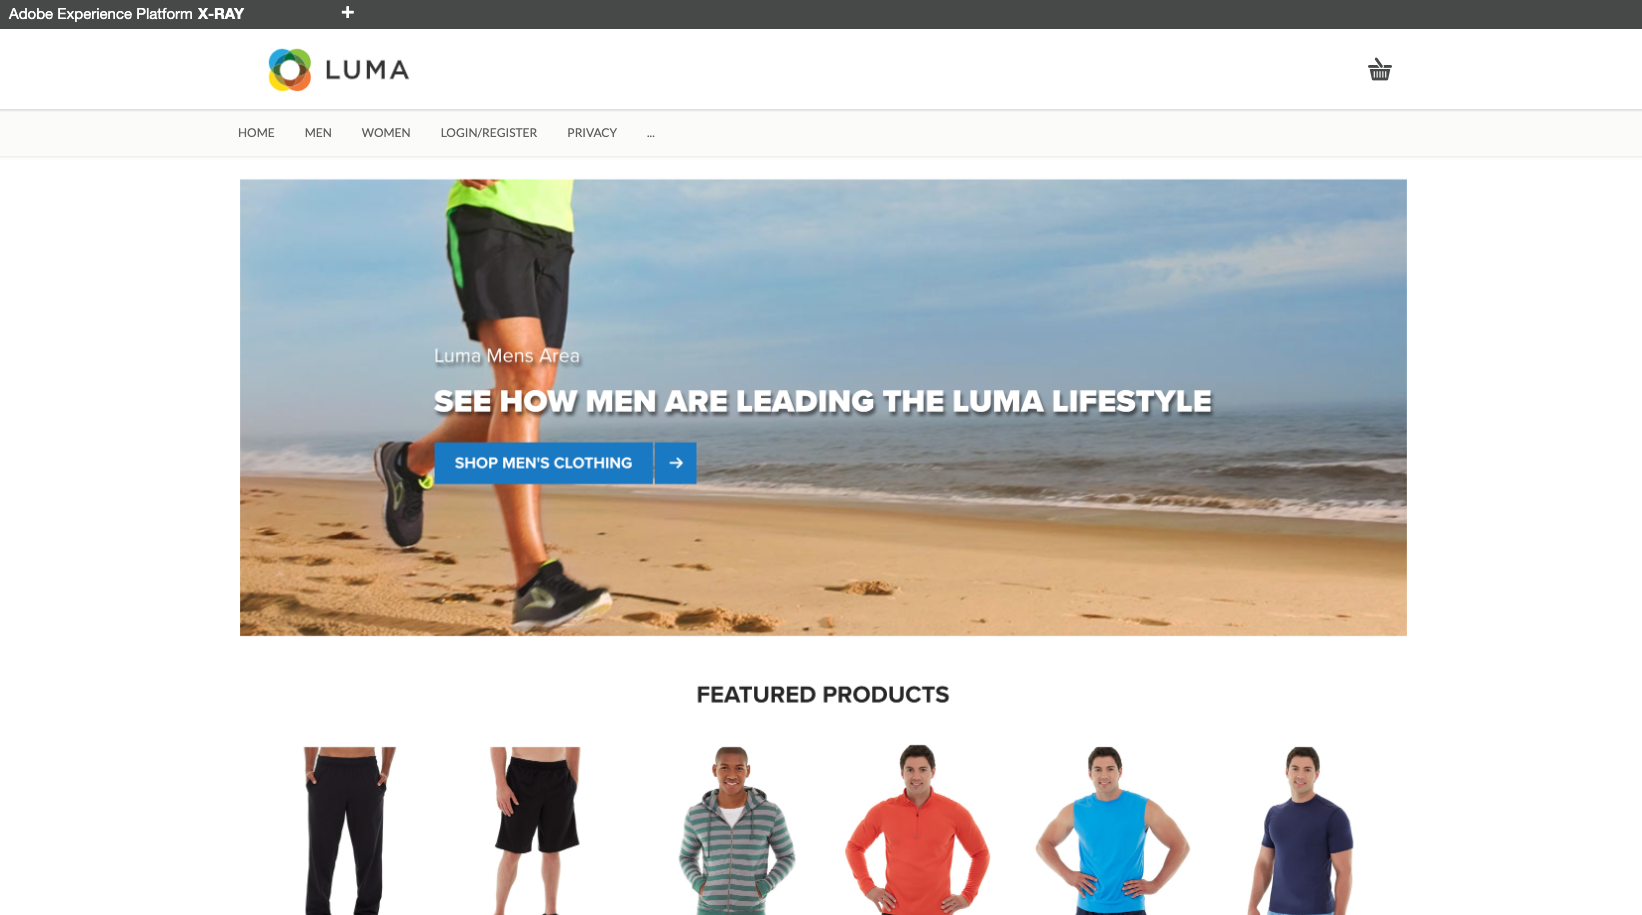 Adobe Experience Platform X-RAY +
LUMA
HOME MEN WOMEN LOGIN/REGISTER PRIVACY ...
Luma Mens Area
SEE HOW MEN ARE LEADING THE LUMA LIFESTYLE
SHOP MEN'S CLOTHING →
FEATURED PRODUCTS